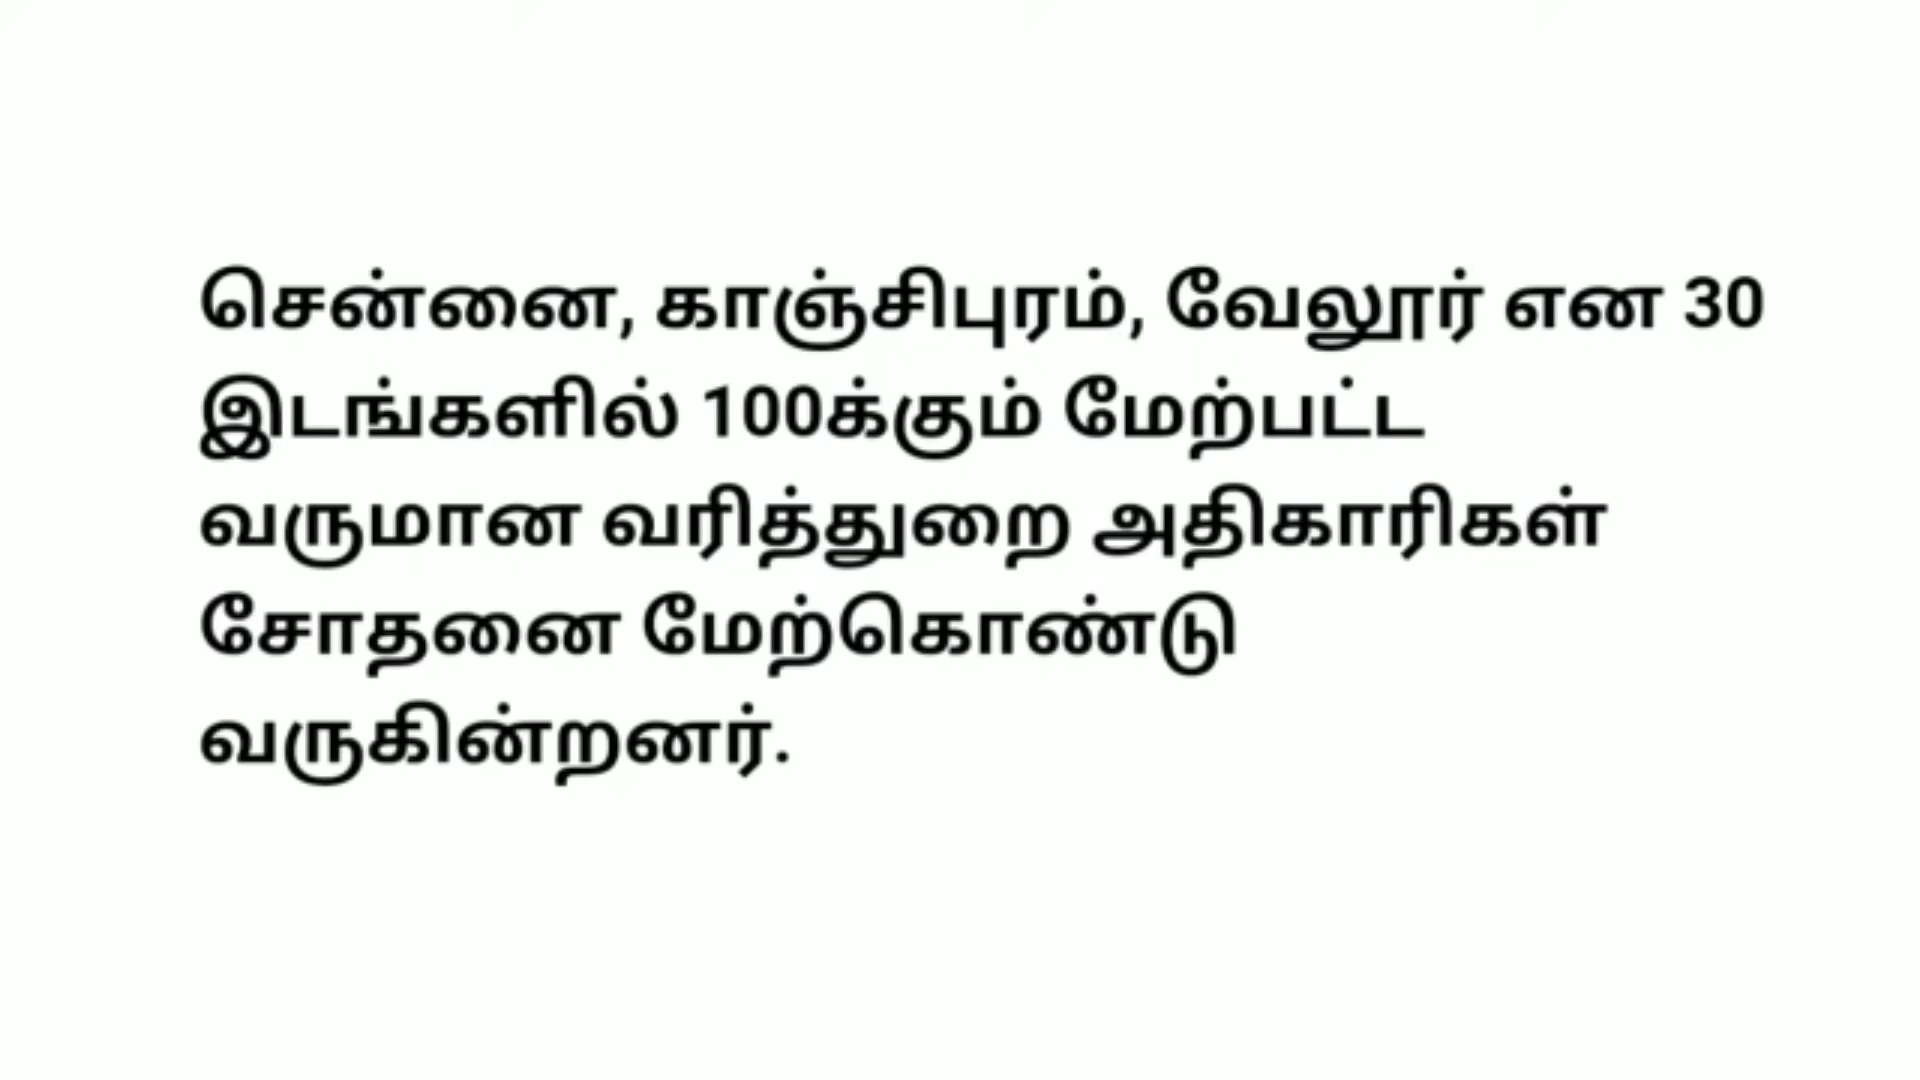 சென்னை, காஞ்சிபுரம், வேலூர் என 30
இடங்களில் 100க்கும் மேற்பட்ட
வருமான வரித்துறை அதிகாரிகள்
சோதனை மேற்கொண்டு
வருகின்றனர்.